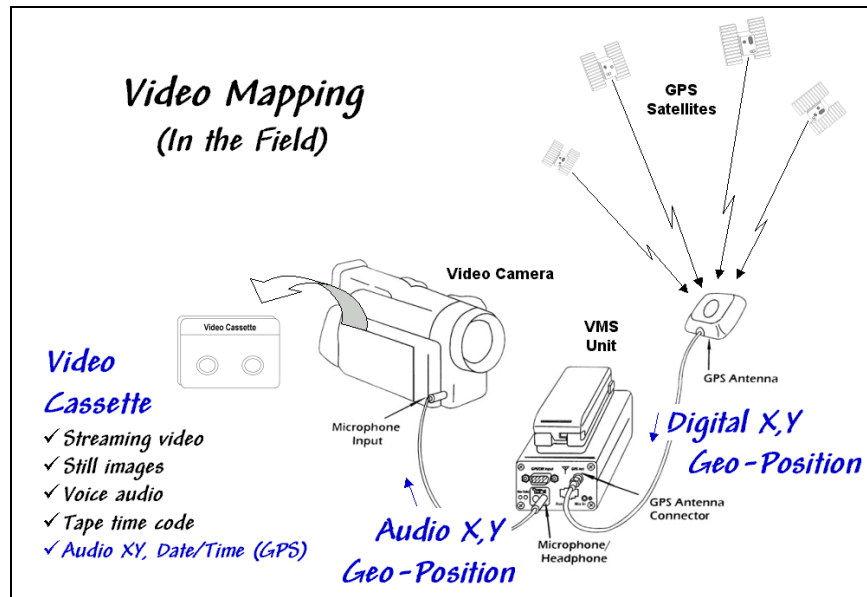 Video Mapping
(In the Field)
GPS
Satellites
Video Camera
Video Cassette
VMS
Unit
GPS Antenna
Microphone
Input
Video
Cassette
✓ Streaming video
✓ Still images
✓ Voice audio
✓ Tape time code
✓ Audio XY, Date/Time (GPS)
Digital X,Y
Geo-Position
GPS Antenna
Connector
Audio X,Y
Geo-Position
Microphone/
Headphone